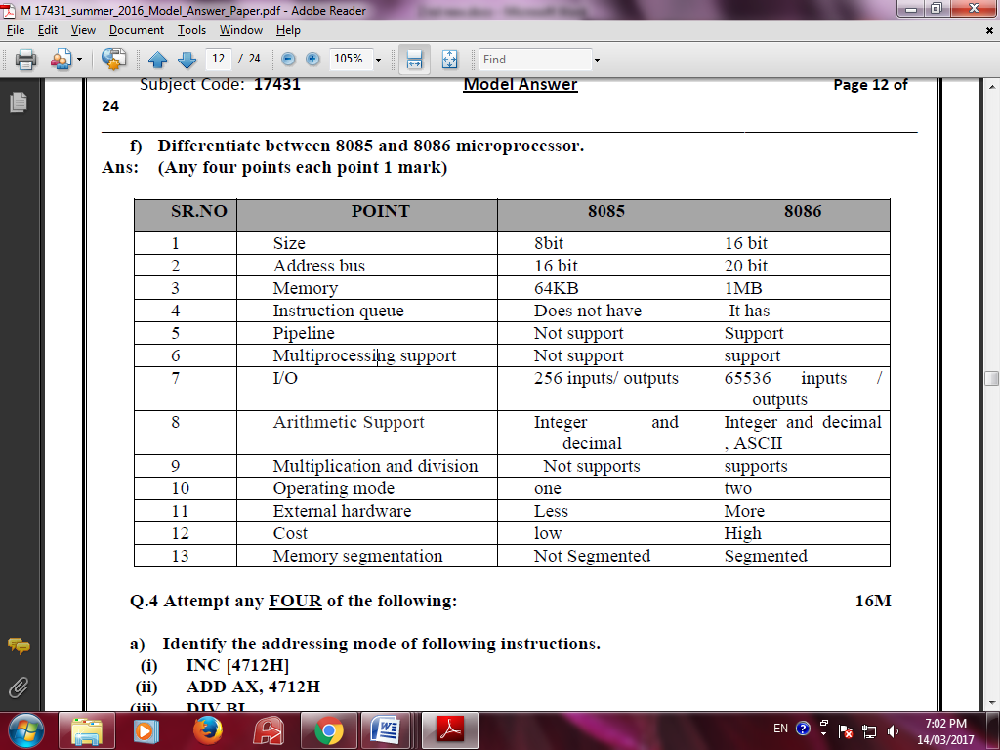 M 17431_summer_2016_Model_Answer_Paper.pdf - Adobe Reader
File Edit View Document Tools Window Help
12 / 24 105% Find
Subject Code: 17431 Model Answer Page 12 of
24
f) Differentiate between 8085 and 8086 microprocessor.
Ans: (Any four points each point 1 mark)
SR.NO POINT 8085 8086
1 Size 8bit 16 bit
2 Address bus 16 bit 20 bit
3 Memory 64KB 1MB
4 Instruction queue Does not have It has
5 Pipeline Not support Support
6 Multiprocessing support Not support support
7 I/O 256 inputs/ outputs 65536 inputs /
outputs
8 Arithmetic Support Integer and Integer and decimal
decimal , ASCII
9 Multiplication and division Not supports supports
10 Operating mode one two
11 External hardware Less More
12 Cost low High
13 Memory segmentation Not Segmented Segmented
Q.4 Attempt any FOUR of the following: 16M
a) Identify the addressing mode of following instructions.
(i) INC [4712H]
(ii) ADD AX, 4712H
(iii) DIV BL
EN 7:02 PM
14/03/2017